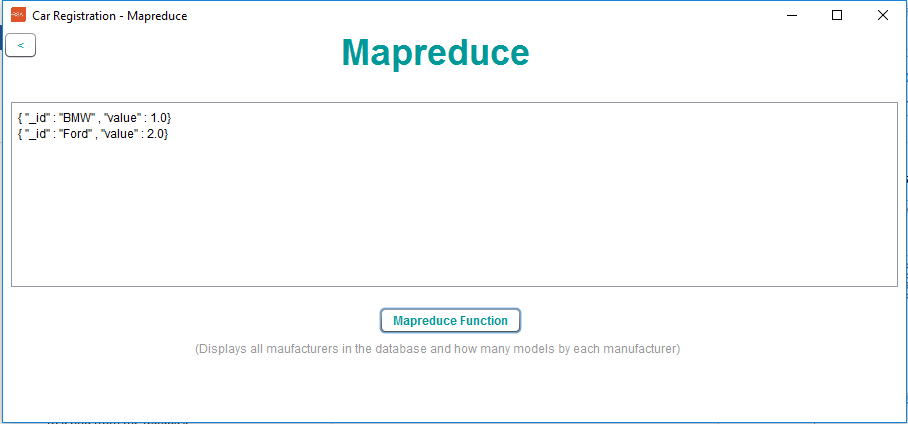 Car Registration - Mapreduce
<
Mapreduce
{ "_id" : "BMW" , "value" : 1.0}
{ "_id" : "Ford" , "value" : 2.0}
Mapreduce Function
(Displays all maufacturers in the database and how many models by each manufacturer)